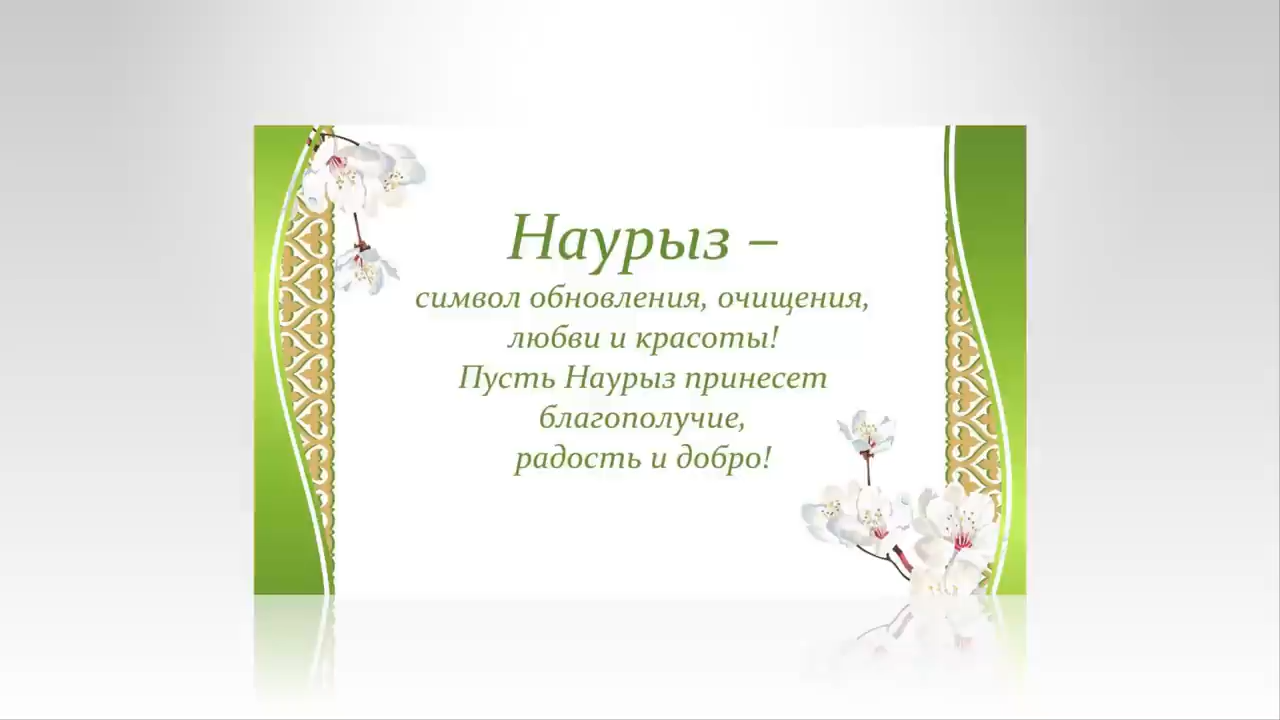 Наурыз –
символ обновления, очищения,
любви и красоты!
Пусть Наурыз принесет
благополучие,
радость и добро!